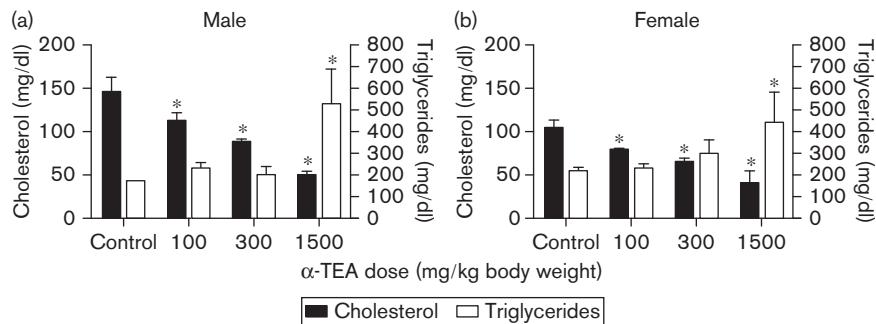 (a) Male
Cholesterol (mg/dl)
200
150
100
50
0
Triglycerides (mg/dl)
800
700
600
500
400
300
200
100
0
* * * * *
Control 100 300 1500
(b) Female
Cholesterol (mg/dl)
200
150
100
50
0
Triglycerides (mg/dl)
800
700
600
500
400
300
200
100
0
* * * *
Control 100 300 1500
α-TEA dose (mg/kg body weight)
Cholesterol Triglycerides